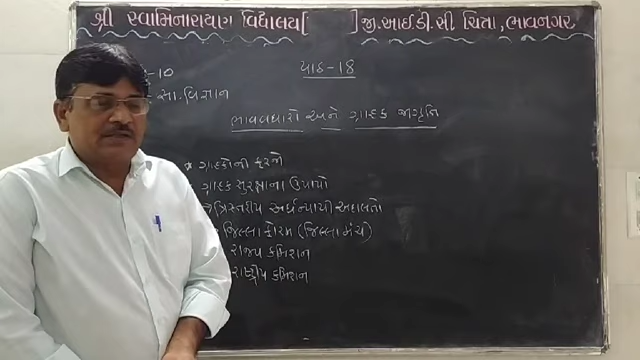 શ્રી સ્વામિનારાયણ વિદ્યાલય[ ]જી.આઈ.ડી.સી. ચિત્રા, ભાવનગર
-10 પાઠ-18
સા.વિજ્ઞાન
ભાવવધારો અને ગ્રાહક જાગૃતિ
* ગ્રાહકોની ફરજો
ગ્રાહક સુરક્ષાના ઉપાયો
→ ત્રિસ્તરીય અર્ધન્યાયી અદાલતો
જિલ્લા ફોરમ (જિલ્લા મંચ)
રાજ્ય કમિશન
રાષ્ટ્રીય કમિશન